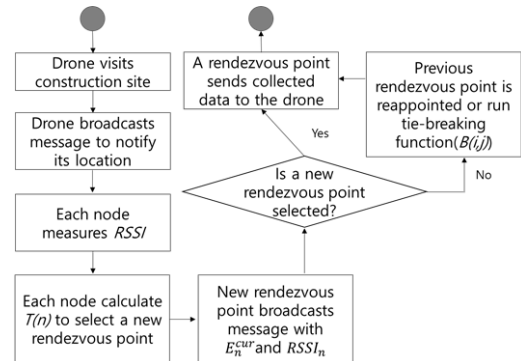 Drone visits
construction site
Drone broadcasts
message to notify
its location
Each node
measures RSSI
Each node calculate
T(n) to select a new
rendezvous point
New rendezvous
point broadcasts
message with
E_n^cur and RSSI_n
Is a new
rendezvous point
selected?
Yes
No
A rendezvous point
sends collected
data to the drone
Previous
rendezvous point is
reappointed or run
tie-breaking
function(B(i,j))